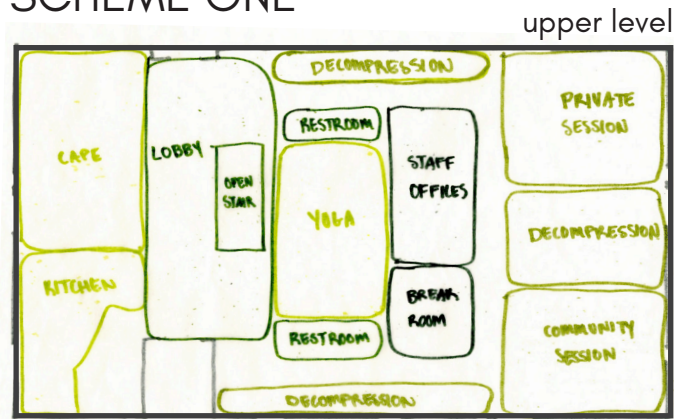 SCHEME ONE
upper level
DECOMPRESSION
PRIVATE
SESSION
RESTROOM
CAFE
LOBBY
STAFF
OFFICES
OPEN
STAIR
YOGA
DECOMPRESSION
KITCHEN
BREAK
ROOM
COMMUNITY
SESSION
RESTROOM
DECOMPRESSION